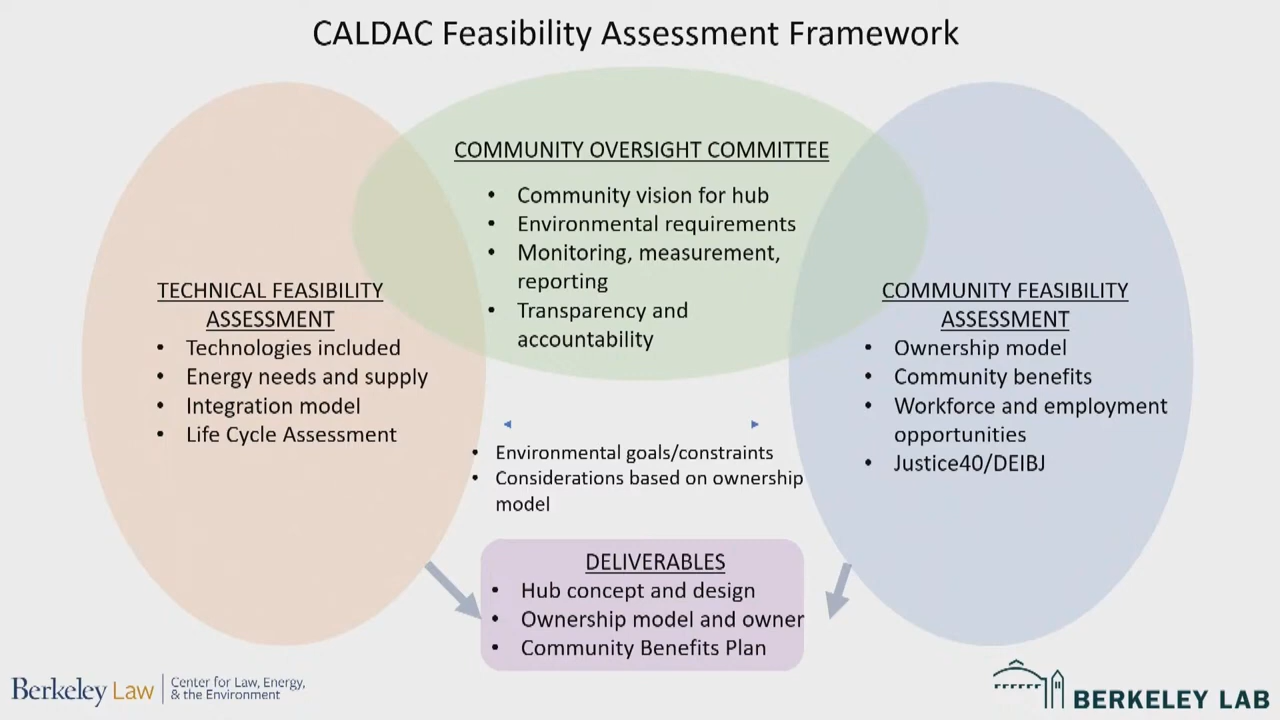 CALDAC Feasibility Assessment Framework
COMMUNITY OVERSIGHT COMMITTEE
• Community vision for hub
• Environmental requirements
• Monitoring, measurement,
reporting
• Transparency and
accountability
TECHNICAL FEASIBILITY
ASSESSMENT
• Technologies included
• Energy needs and supply
• Integration model
• Life Cycle Assessment
COMMUNITY FEASIBILITY
ASSESSMENT
• Ownership model
• Community benefits
• Workforce and employment
opportunities
• Justice40/DEIBJ
• Environmental goals/constraints
• Considerations based on ownership
model
DELIVERABLES
• Hub concept and design
• Ownership model and owner
• Community Benefits Plan
Berkeley Law
Center for Law, Energy,
& the Environment
BERKELEY LAB